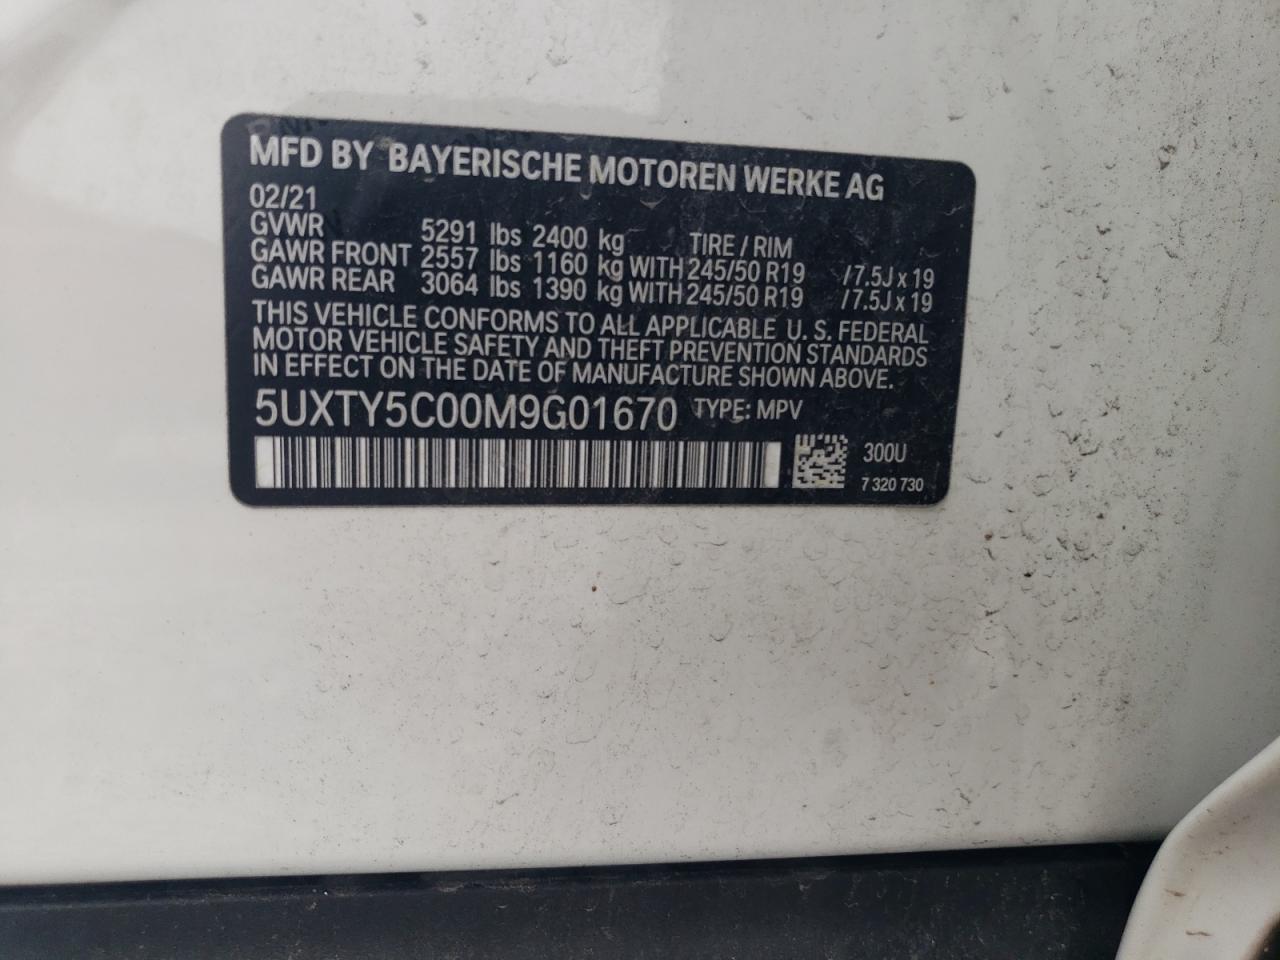 MFD BY BAYERISCHE MOTOREN WERKE AG
02/21
GVWR 5291 lbs 2400 kg TIRE / RIM
GAWR FRONT 2557 lbs 1160 kg WITH 245/50 R19 /7.5J x 19
GAWR REAR 3064 lbs 1390 kg WITH 245/50 R19 /7.5J x 19
THIS VEHICLE CONFORMS TO ALL APPLICABLE U. S. FEDERAL
MOTOR VEHICLE SAFETY AND THEFT PREVENTION STANDARDS
IN EFFECT ON THE DATE OF MANUFACTURE SHOWN ABOVE.
5UXTY5C00M9G01670 TYPE: MPV
300U
7 320 730